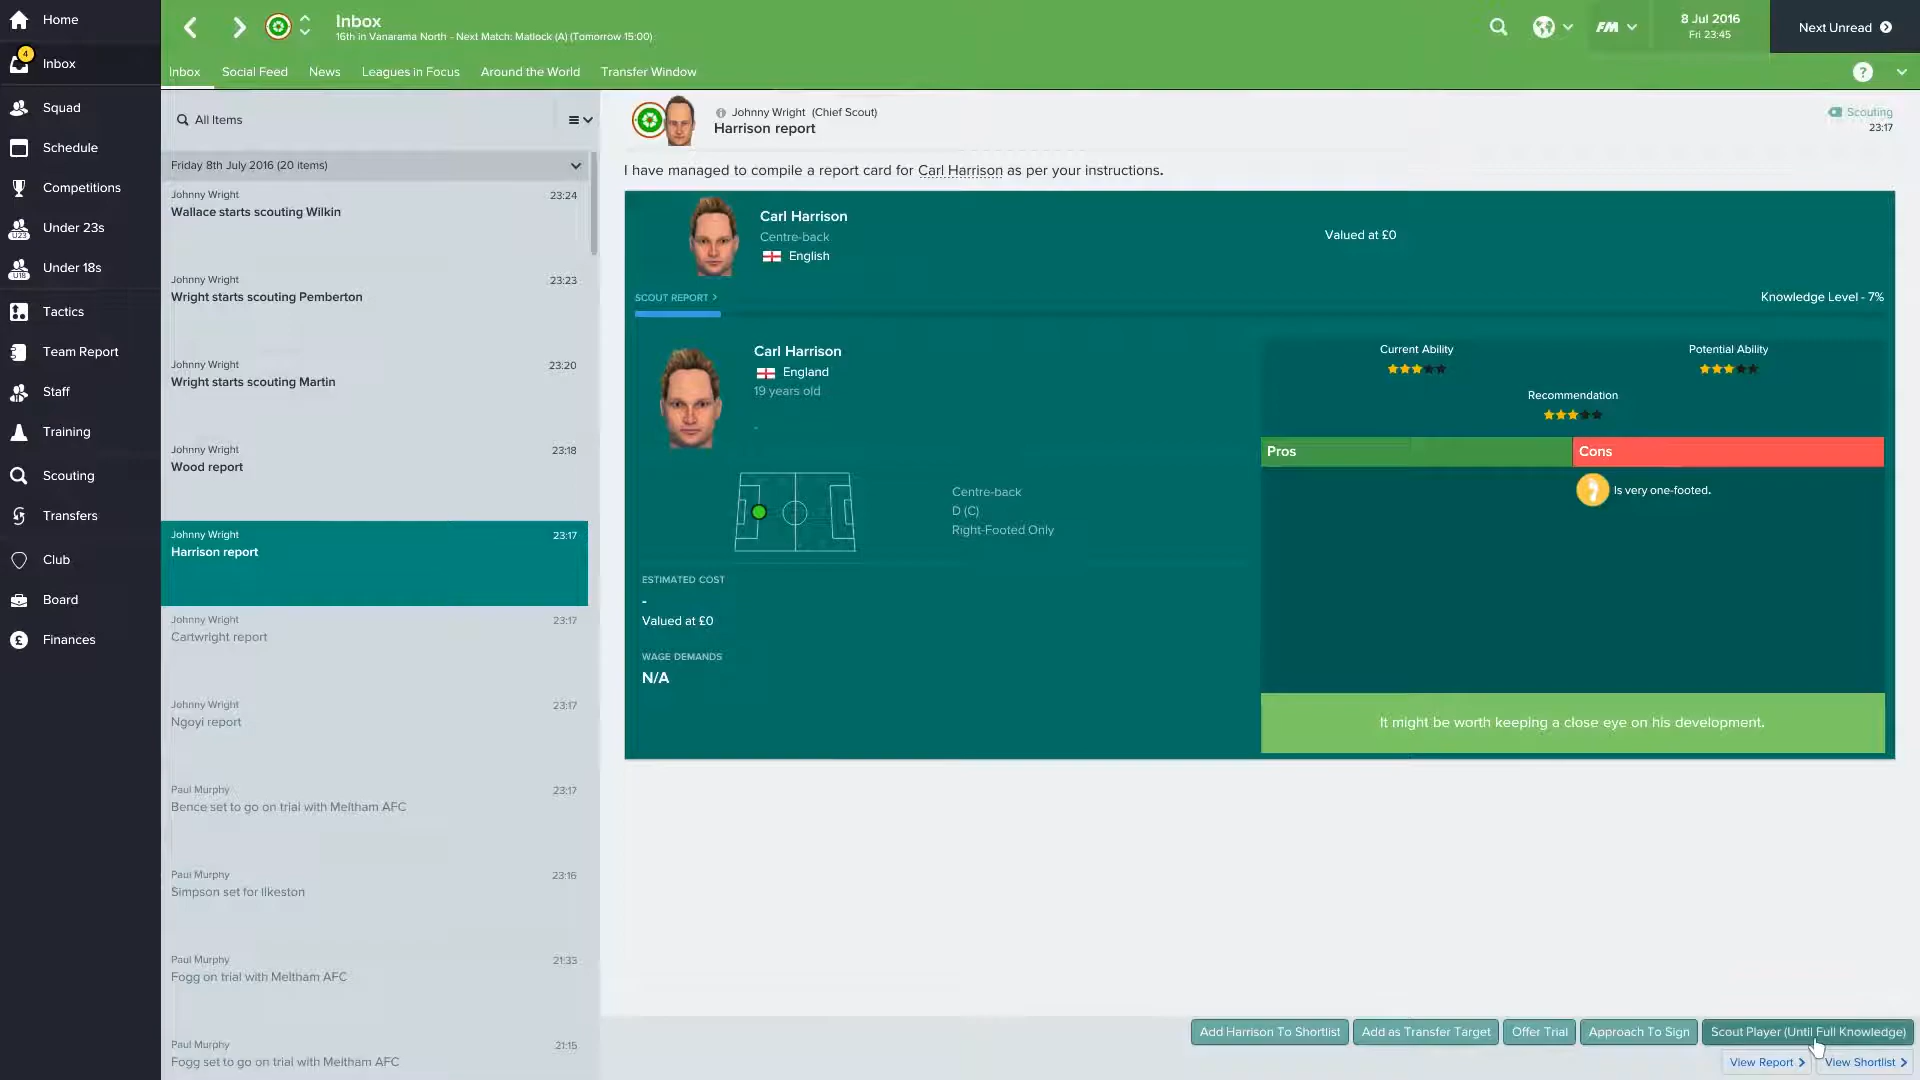 Home
4
Inbox
Squad
Schedule
Competitions
U23
Under 23s
U18
Under 18s
Tactics
Team Report
Staff
Training
Scouting
Transfers
Club
Board
£
Finances
Inbox
16th in Vanarama North - Next Match: Matlock (A) (Tomorrow 15:00)
FM
8 Jul 2016
Fri 23:45
Next Unread
Inbox
Social Feed
News
Leagues in Focus
Around the World
Transfer Window
?
All Items
Friday 8th July 2016 (20 items)
Johnny Wright 23:24
Wallace starts scouting Wilkin
Johnny Wright 23:23
Wright starts scouting Pemberton
Johnny Wright 23:20
Wright starts scouting Martin
Johnny Wright 23:18
Wood report
Johnny Wright 23:17
Harrison report
Johnny Wright 23:17
Cartwright report
Johnny Wright 23:17
Ngoyi report
Paul Murphy 23:17
Bence set to go on trial with Meltham AFC
Paul Murphy 23:16
Simpson set for Ilkeston
Paul Murphy 21:33
Fogg on trial with Meltham AFC
Paul Murphy 21:15
Fogg set to go on trial with Meltham AFC
Johnny Wright (Chief Scout)
Harrison report
Scouting
23:17
I have managed to compile a report card for Carl Harrison as per your instructions.
Carl Harrison
Centre-back
English
Valued at £0
SCOUT REPORT >
Knowledge Level - 7%
Carl Harrison
England
19 years old
-
Centre-back
D (C)
Right-Footed Only
ESTIMATED COST
-
Valued at £0
WAGE DEMANDS
N/A
Current Ability
Potential Ability
Recommendation
Pros
Cons
Is very one-footed.
It might be worth keeping a close eye on his development.
Add Harrison To Shortlist
Add as Transfer Target
Offer Trial
Approach To Sign
Scout Player (Until Full Knowledge)
View Report >
View Shortlist >